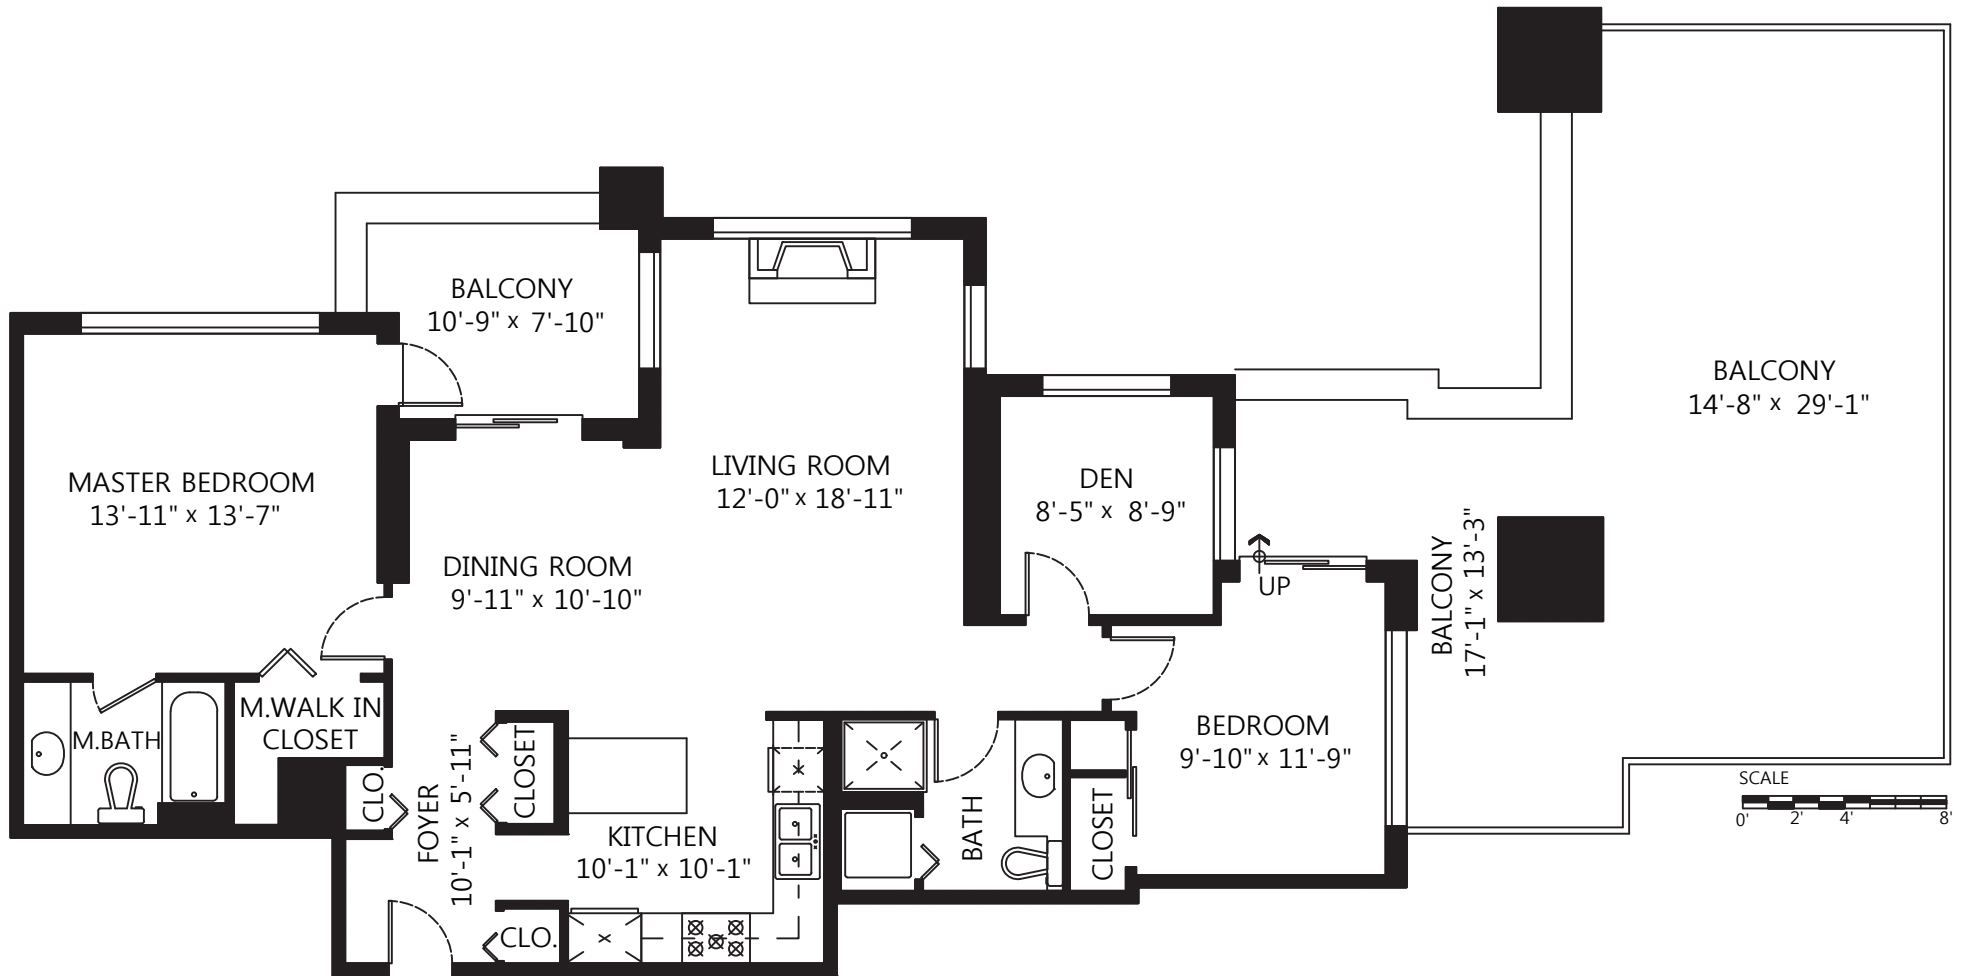 BALCONY
10'-9" x 7'-10"
BALCONY
14'-8" x 29'-1"
MASTER BEDROOM
13'-11" x 13'-7"
LIVING ROOM
12'-0" x 18'-11"
DEN
8'-5" x 8'-9"
DINING ROOM
9'-11" x 10'-10"
UP
BALCONY
17'-1" x 13'-3"
M.WALK IN
CLOSET
M.BATH
CLO.
FOYER
10'-1" x 5'-11"
CLOSET
KITCHEN
10'-1" x 10'-1"
CLO.
BATH
CLOSET
BEDROOM
9'-10" x 11'-9"
SCALE
0' 2' 4' 8'